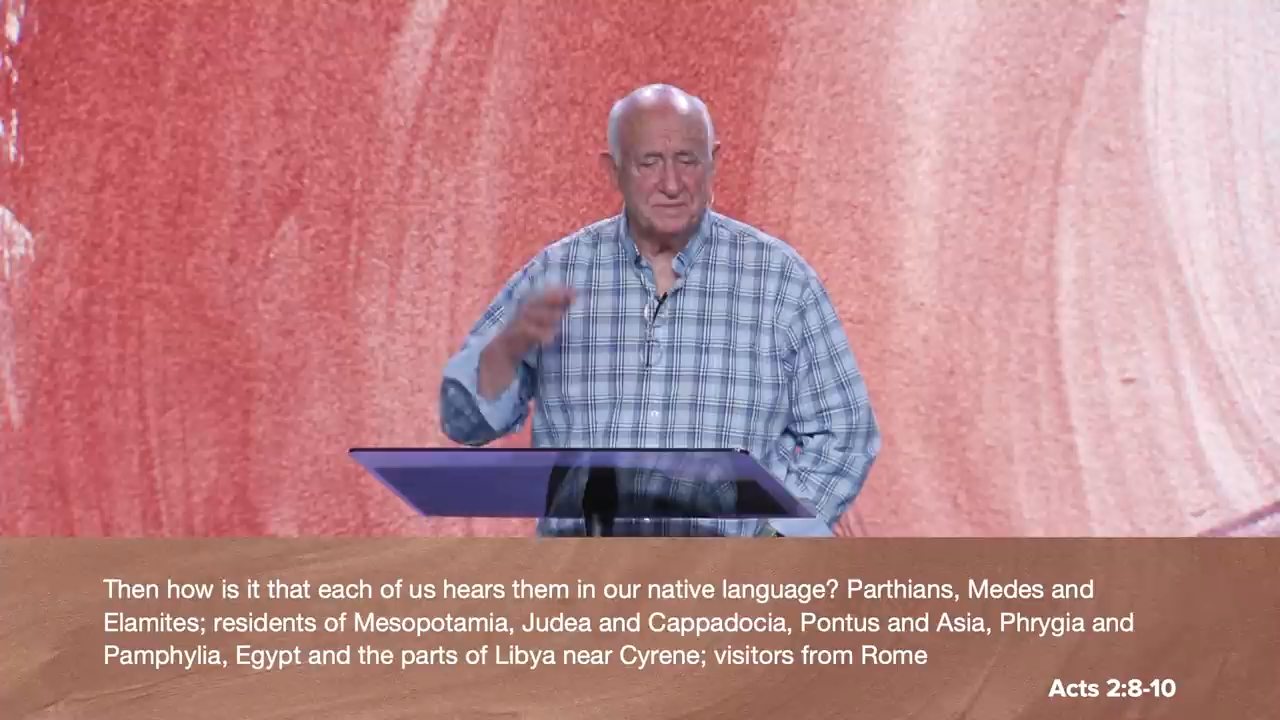 Then how is it that each of us hears them in our native language? Parthians, Medes and
Elamites; residents of Mesopotamia, Judea and Cappadocia, Pontus and Asia, Phrygia and
Pamphylia, Egypt and the parts of Libya near Cyrene; visitors from Rome
Acts 2:8-10